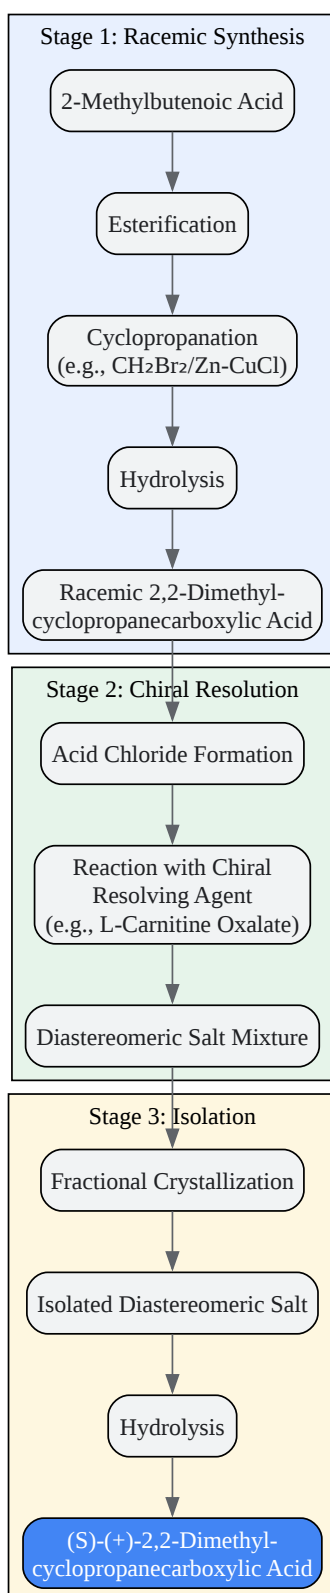 Stage 1: Racemic Synthesis
2-Methylbutenoic Acid
Esterification
Cyclopropanation
(e.g., CH₂Br₂/Zn-CuCl)
Hydrolysis
Racemic 2,2-Dimethyl-
cyclopropanecarboxylic Acid
Stage 2: Chiral Resolution
Acid Chloride Formation
Reaction with Chiral
Resolving Agent
(e.g., L-Carnitine Oxalate)
Diastereomeric Salt Mixture
Stage 3: Isolation
Fractional Crystallization
Isolated Diastereomeric Salt
Hydrolysis
(S)-(+)-2,2-Dimethyl-
cyclopropanecarboxylic Acid